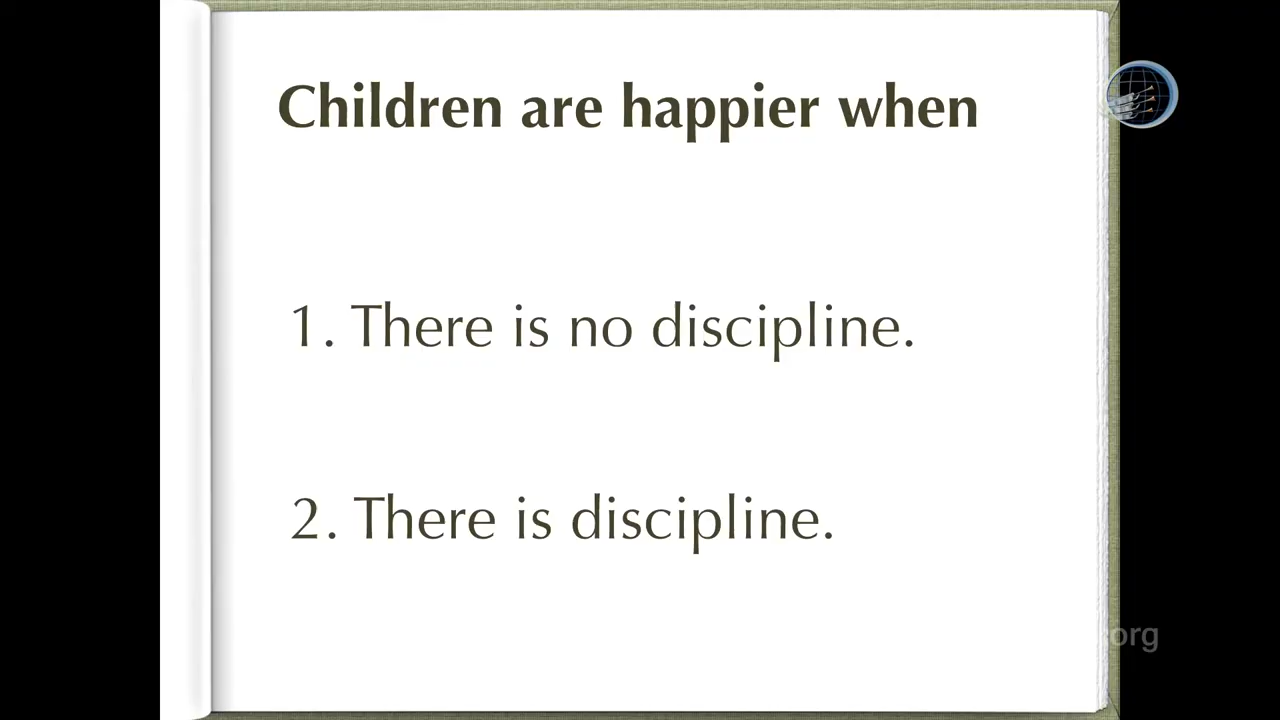 Children are happier when
1. There is no discipline.
2. There is discipline.
org